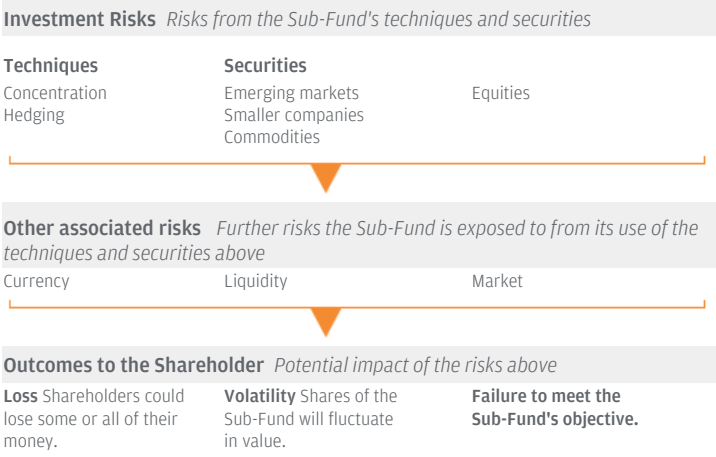 Investment Risks Risks from the Sub-Fund's techniques and securities
Techniques
Concentration
Hedging
Securities
Emerging markets
Smaller companies
Commodities
Equities
Other associated risks Further risks the Sub-Fund is exposed to from its use of the
techniques and securities above
Currency
Liquidity
Market
Outcomes to the Shareholder Potential impact of the risks above
Loss Shareholders could
lose some or all of their
money.
Volatility Shares of the
Sub-Fund will fluctuate
in value.
Failure to meet the
Sub-Fund's objective.